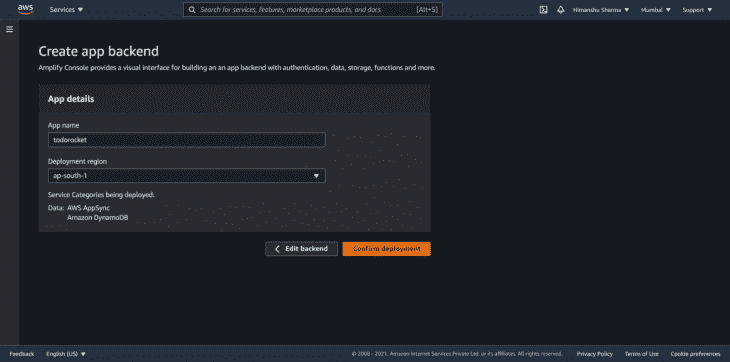 aws
Services
Search for services, features, marketplace products, and docs
[Alt+S]
Himanshu Sharma
Mumbai
Support
Create app backend
Amplify Console provides a visual interface for building an an app backend with authentication, data, storage, functions and more.
App details
App name
todorocket
Deployment region
ap-south-1
Service Categories being deployed:
Data: AWS AppSync
Amazon DynamoDB
Edit backend
Confirm deployment
Feedback
English (US)
© 2008 - 2021, Amazon Internet Services Private Ltd. or its affiliates. All rights reserved.
Privacy Policy
Terms of Use
Cookie preferences